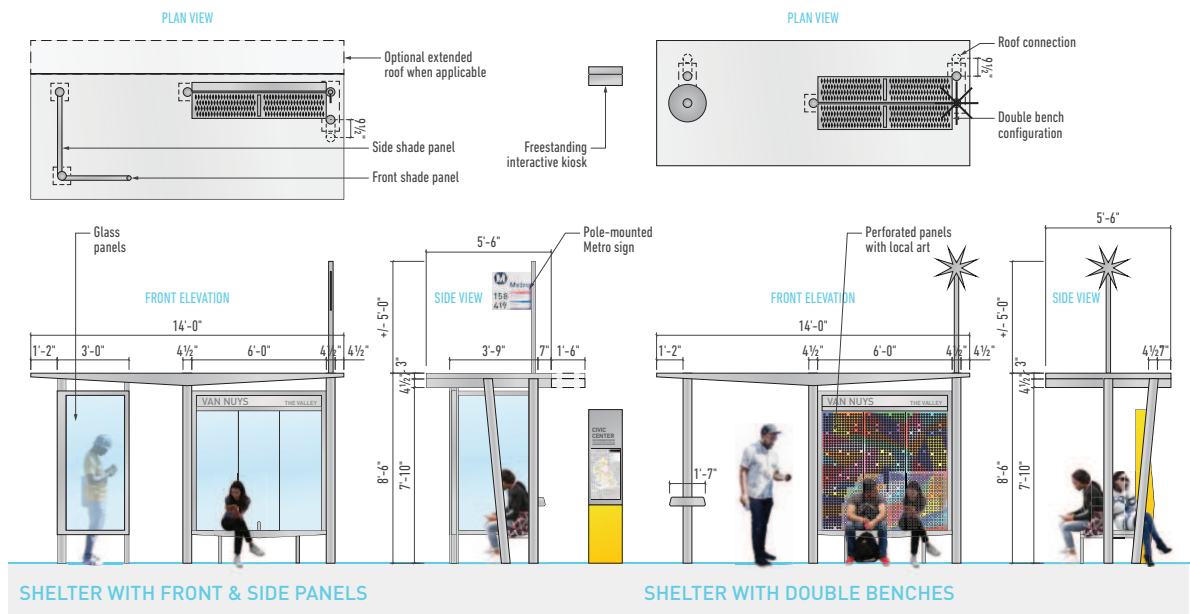 PLAN VIEW
Optional extended
roof when applicable
9½"
Side shade panel
Front shade panel
Freestanding
interactive kiosk
PLAN VIEW
Roof connection
9½"
Double bench
configuration
Glass
panels
FRONT ELEVATION
14'-0"
1'-2"
3'-0"
4½"
6'-0"
4½"
4½"
VAN NUYS
THE VALLEY
5'-6"
Pole-mounted
Metro sign
M
Metro
158
419
SIDE VIEW
+/- 5'-0"
3'-9"
7"
1'-6"
3"
4½"
8'-6"
7'-10"
CIVIC
CENTER
Perforated panels
with local art
FRONT ELEVATION
14'-0"
1'-2"
4½"
6'-0"
4½"
4½"
VAN NUYS
THE VALLEY
1'-7"
5'-6"
SIDE VIEW
+/- 5'-0"
4½"
7"
3"
4½"
8'-6"
7'-10"
SHELTER WITH FRONT & SIDE PANELS
SHELTER WITH DOUBLE BENCHES